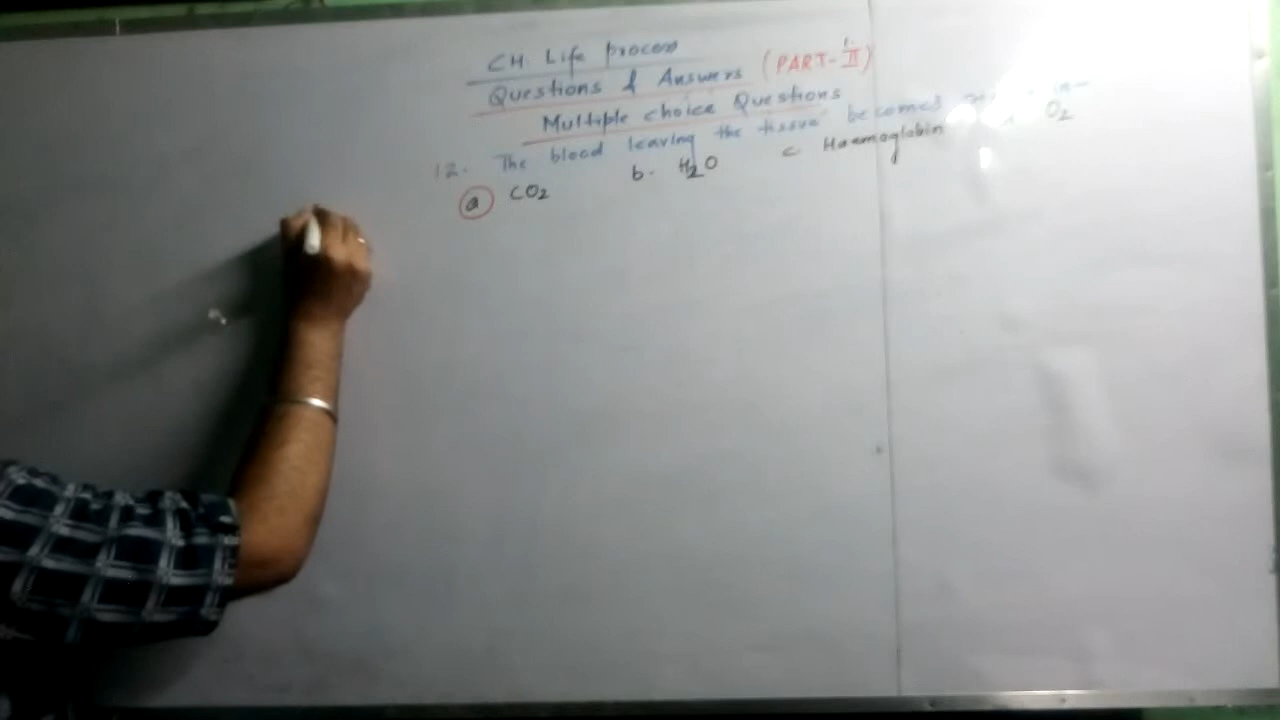 CH. Life Process
Questions & Answers (PART-II)
Multiple choice Questions
12. The blood leaving the tissue becomes in-
a CO2 b. H2O c Haemoglobin O2